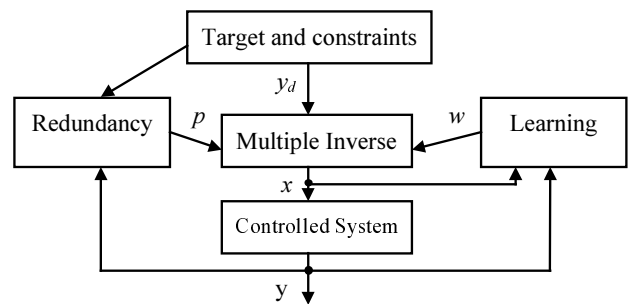 Target and constraints
y_d
Redundancy
p
Multiple Inverse
w
Learning
x
Controlled System
y